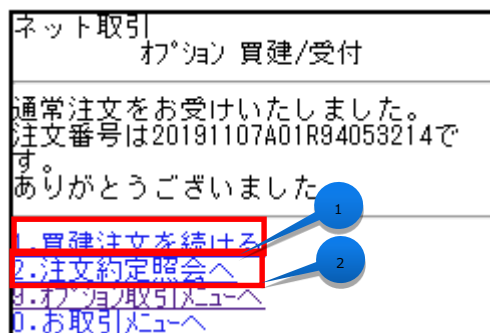 ネット取引
ｵﾌﾟｼｮﾝ 買建/受付
通常注文をお受けいたしました。
注文番号は20191107A01R94053214で
す。
ありがとうございました
1
1.買建注文を続ける
2.注文約定照会へ
2
9.ｵﾌﾟｼｮﾝ取引ﾒﾆｭｰへ
0.お取引ﾒﾆｭｰへ